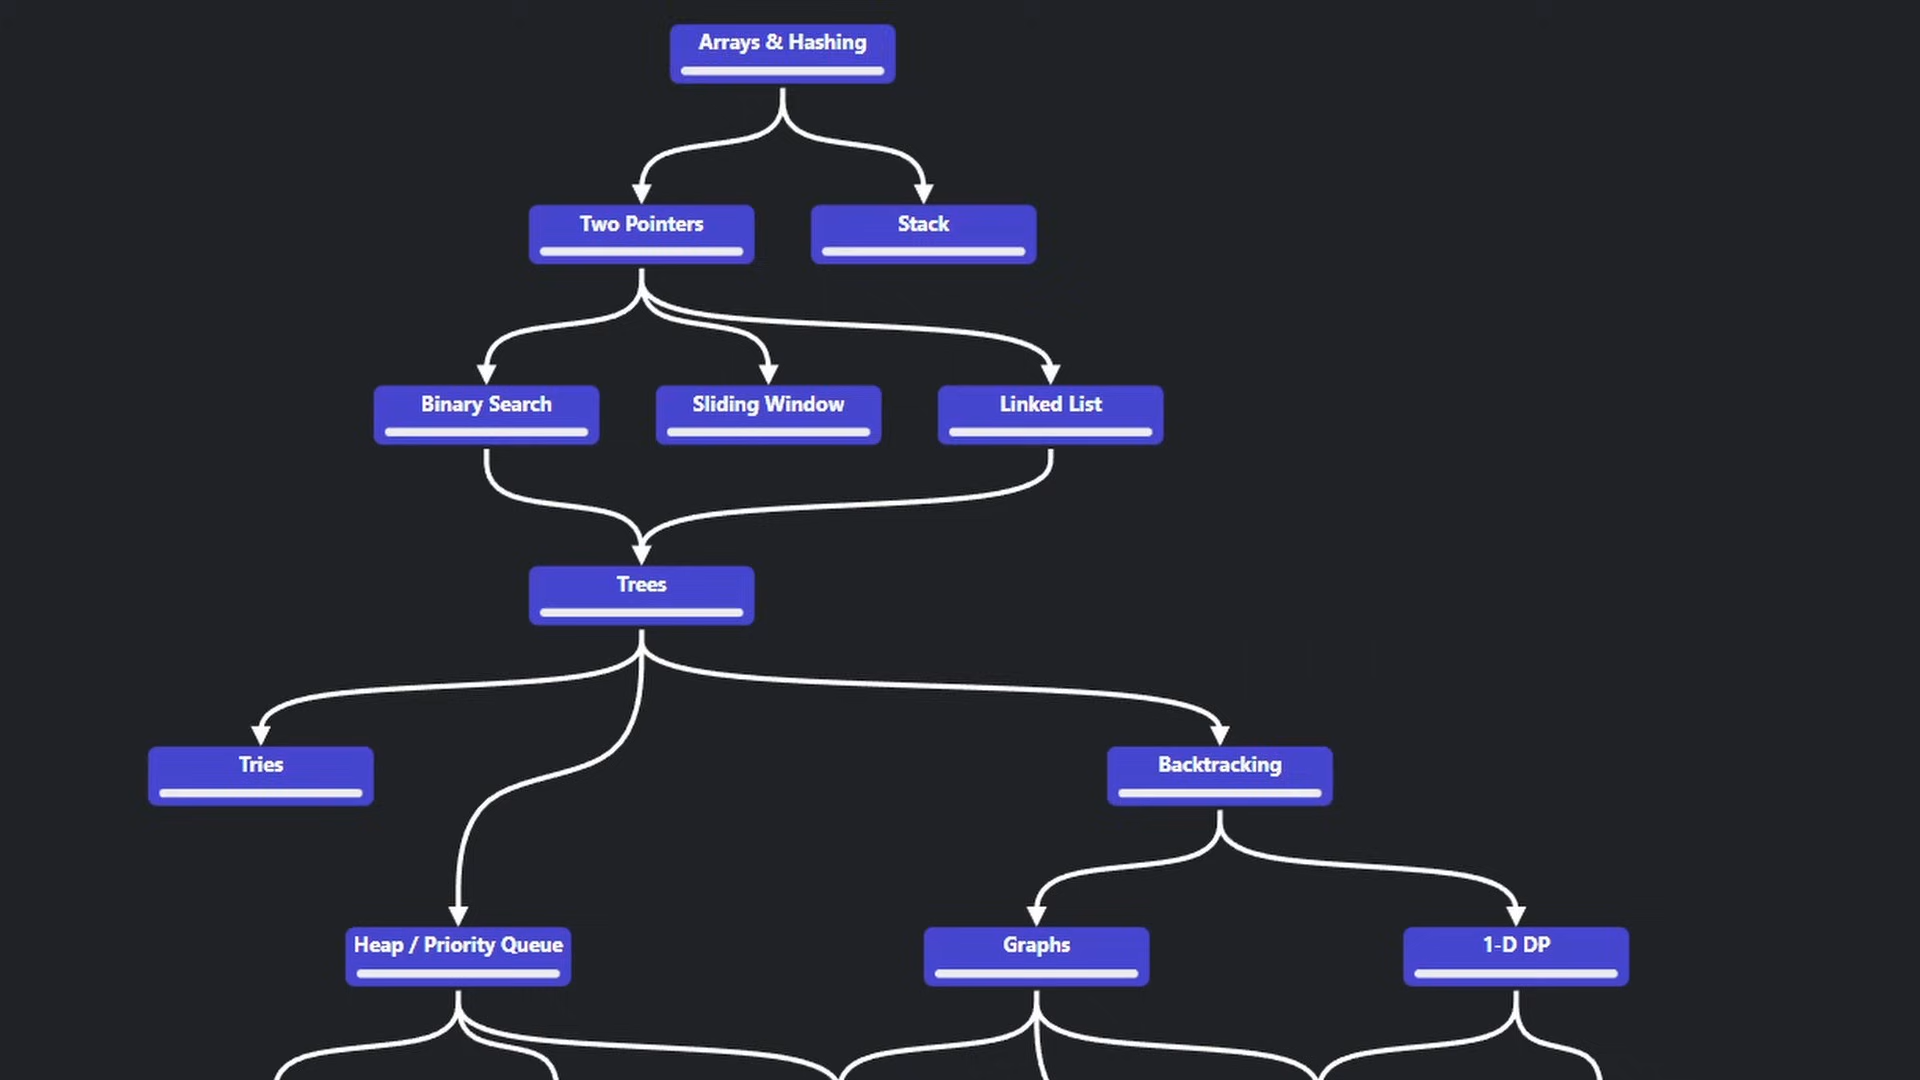 Arrays & Hashing
Two Pointers
Stack
Binary Search
Sliding Window
Linked List
Trees
Tries
Backtracking
Heap / Priority Queue
Graphs
1-D DP